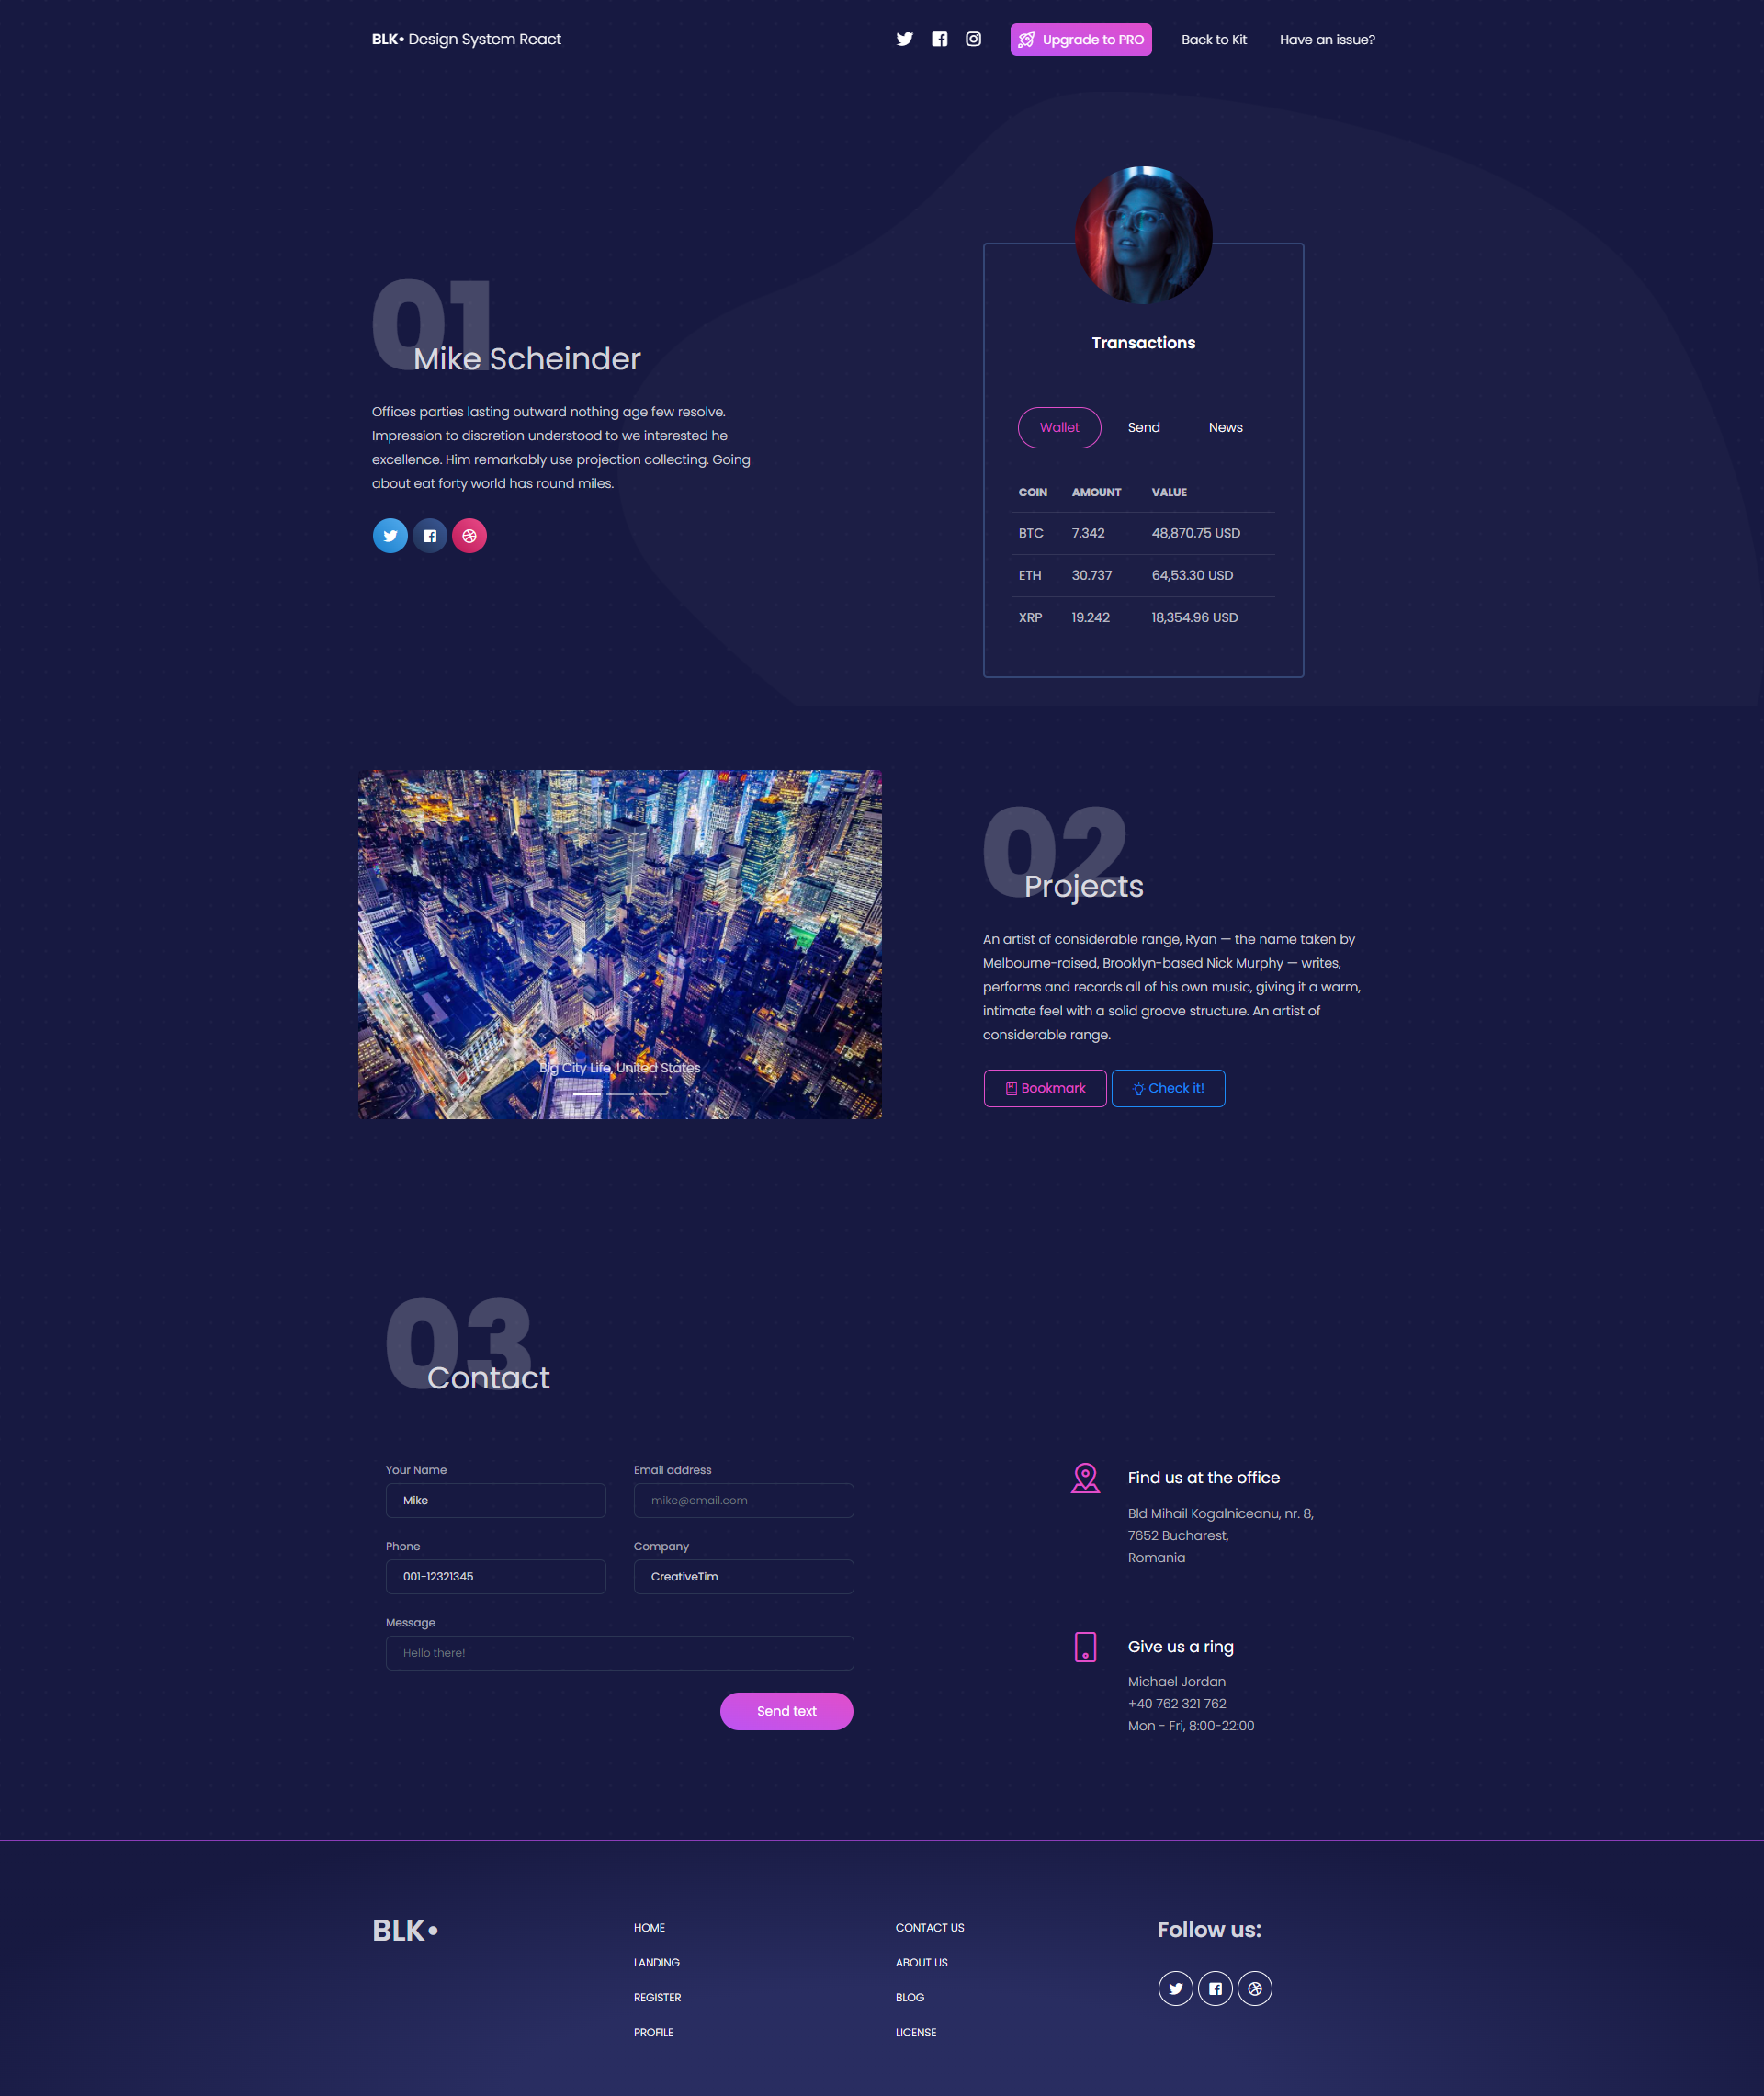 BLK• Design System React
Upgrade to PRO
Back to Kit
Have an issue?
01
Mike Scheinder
Offices parties lasting outward nothing age few resolve.
Impression to discretion understood to we interested he
excellence. Him remarkably use projection collecting. Going
about eat forty world has round miles.
Transactions
Wallet Send News
COIN AMOUNT VALUE
BTC 7.342 48,870.75 USD
ETH 30.737 64,53.30 USD
XRP 19.242 18,354.96 USD
Big City Life, United States
02
Projects
An artist of considerable range, Ryan — the name taken by
Melbourne-raised, Brooklyn-based Nick Murphy — writes,
performs and records all of his own music, giving it a warm,
intimate feel with a solid groove structure. An artist of
considerable range.
Bookmark
Check it!
03
Contact
Your Name
Mike
Email address
mike@email.com
Phone
001-12321345
Company
CreativeTim
Message
Hello there!
Send text
Find us at the office
Bld Mihail Kogalniceanu, nr. 8,
7652 Bucharest,
Romania
Give us a ring
Michael Jordan
+40 762 321 762
Mon - Fri, 8:00-22:00
BLK•
HOME
LANDING
REGISTER
PROFILE
CONTACT US
ABOUT US
BLOG
LICENSE
Follow us: